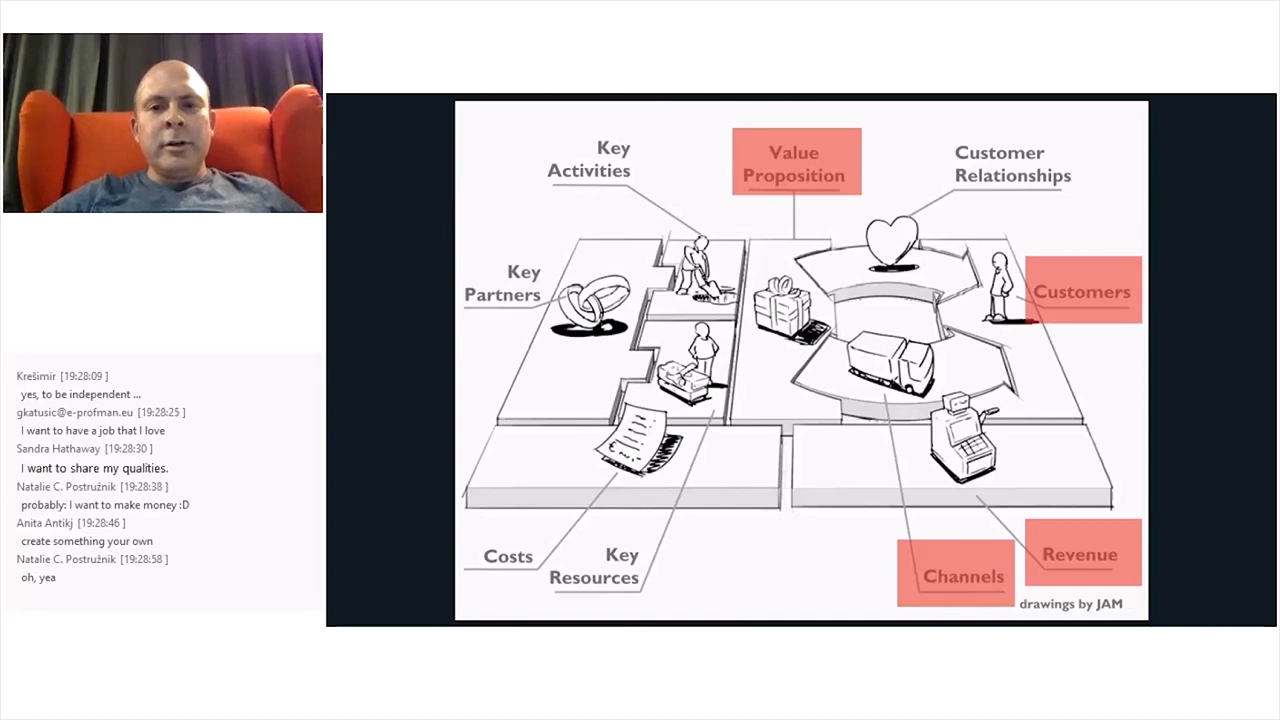 Krešimir [19:28:09 ]
yes, to be independent ...
gkatusic@e-profman.eu [19:28:25 ]
I want to have a job that I love
Sandra Hathaway [19:28:30 ]
I want to share my qualities.
Natalie C. Postružnik [19:28:38 ]
probably: I want to make money :D
Anita Antikj [19:28:46 ]
create something your own
Natalie C. Postružnik [19:28:58 ]
oh, yea
Key
Activities
Value
Proposition
Customer
Relationships
Key
Partners
Customers
Costs
Key
Resources
Channels
Revenue
drawings by JAM